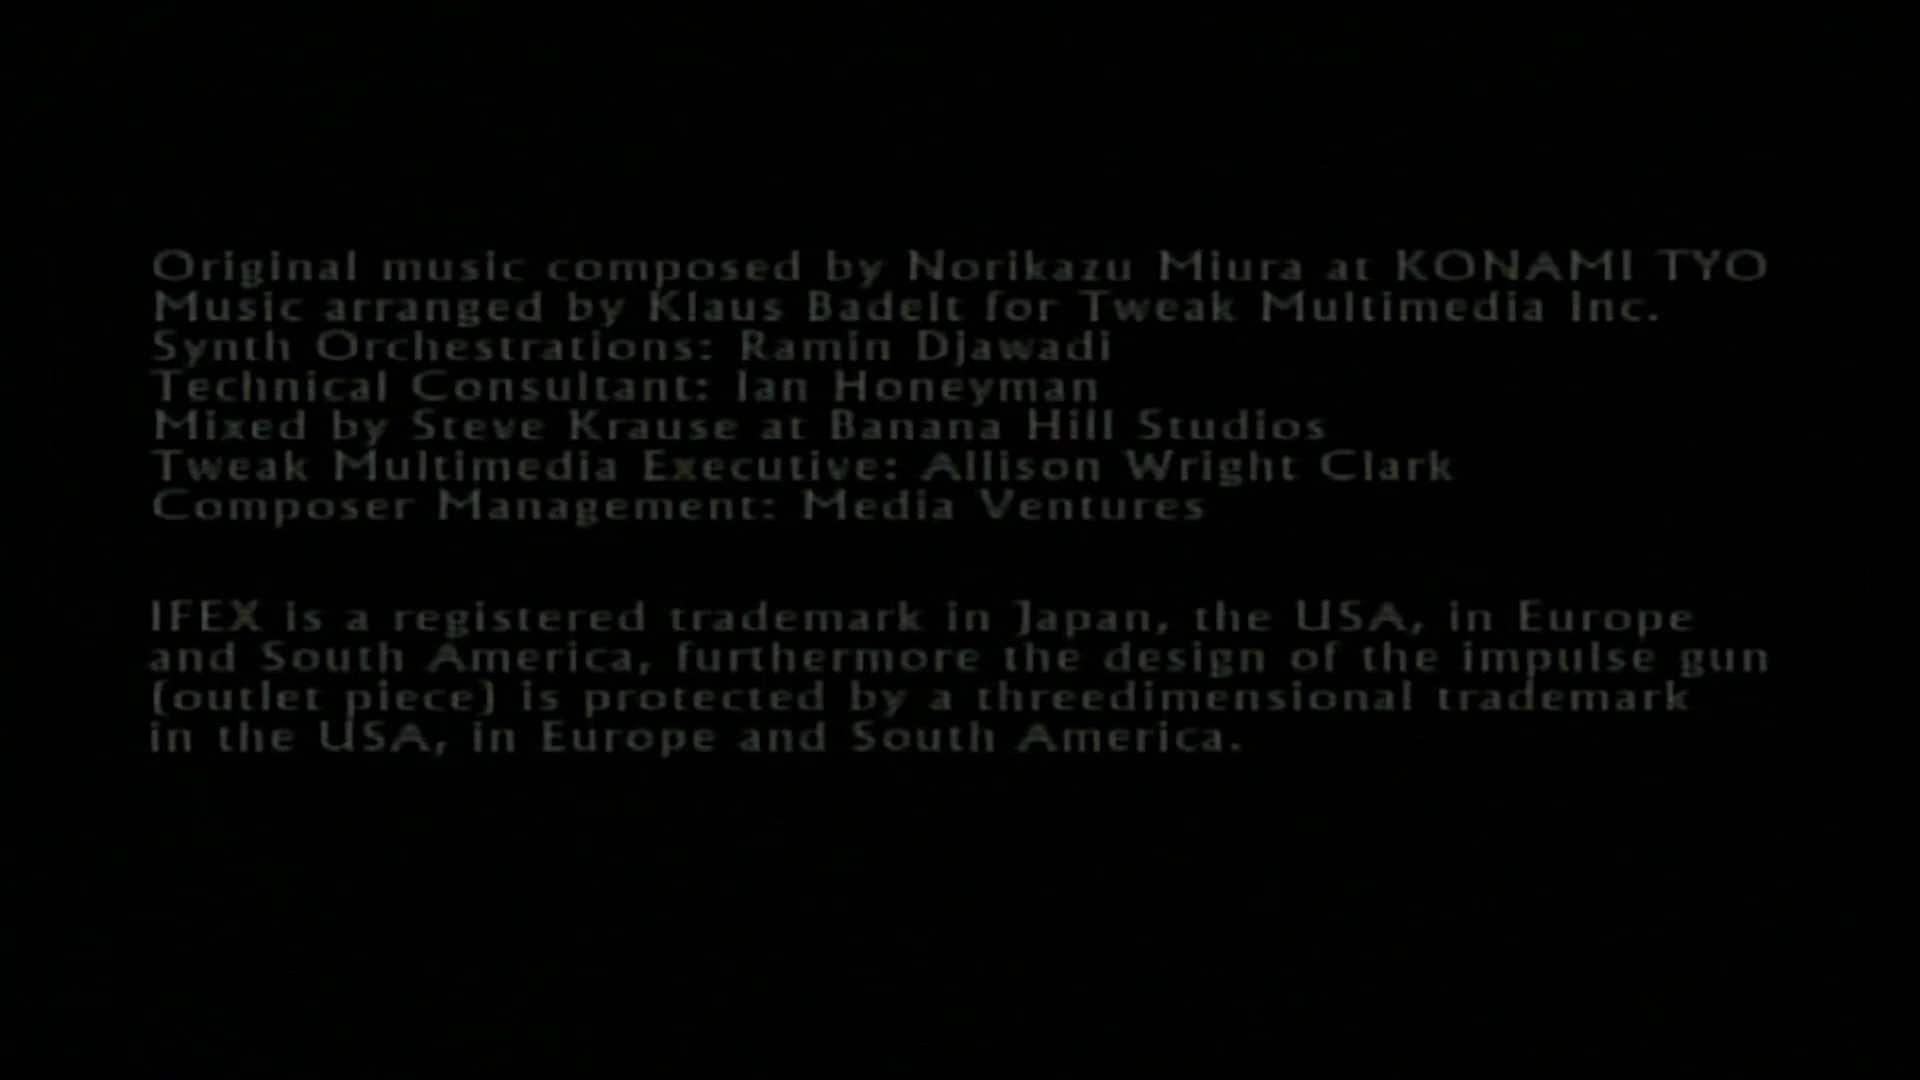 Original music composed by Norikazu Miura at KONAMI TYO
Music arranged by Klaus Badelt for Tweak Multimedia Inc.
Synth Orchestrations: Ramin Djawadi
Technical Consultant: Ian Honeyman
Mixed by Steve Krause at Banana Hill Studios
Tweak Multimedia Executive: Allison Wright Clark
Composer Management: Media Ventures
IFEX is a registered trademark in Japan, the USA, in Europe
and South America, furthermore the design of the impulse gun
(outlet piece) is protected by a threedimensional trademark
in the USA, in Europe and South America.